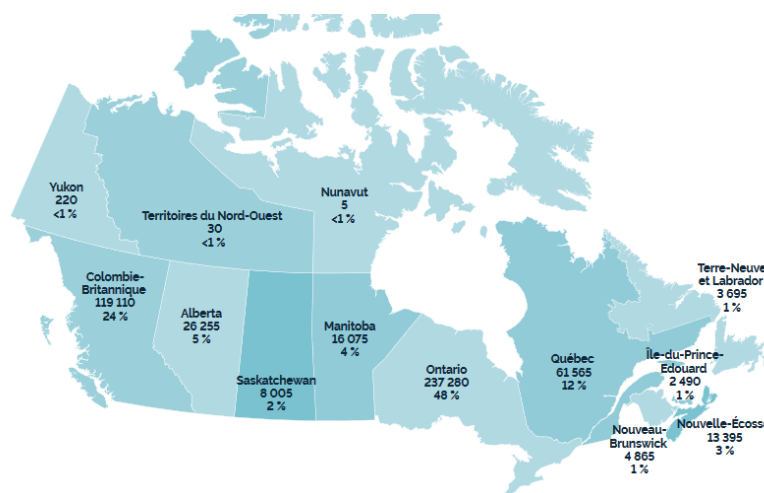 Yukon
220
<1 %
Territoires du Nord-Ouest
30
<1 %
Nunavut
5
<1 %
Colombie-
Britannique
119 110
24 %
Alberta
26 255
5 %
Saskatchewan
8 005
2 %
Manitoba
16 075
4 %
Ontario
237 280
48 %
Québec
61 565
12 %
Terre-Neuve
et Labrador
3 695
1 %
Île-du-Prince-
Edouard
2 490
1 %
Nouveau-
Brunswick
4 865
1 %
Nouvelle-Écosse
13 395
3 %